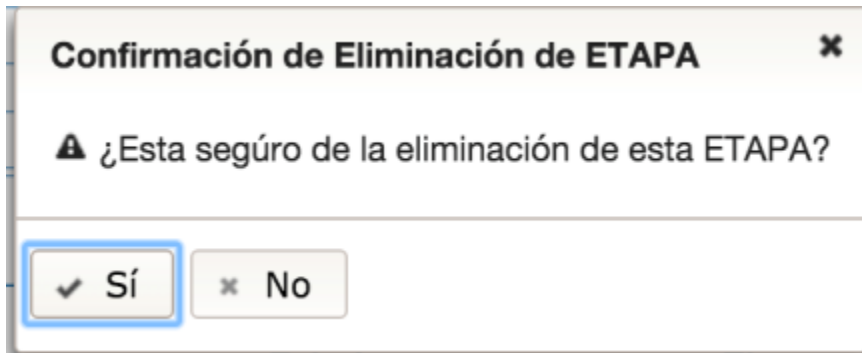 Confirmación de Eliminación de ETAPA
¿Esta segúro de la eliminación de esta ETAPA?
Sí No